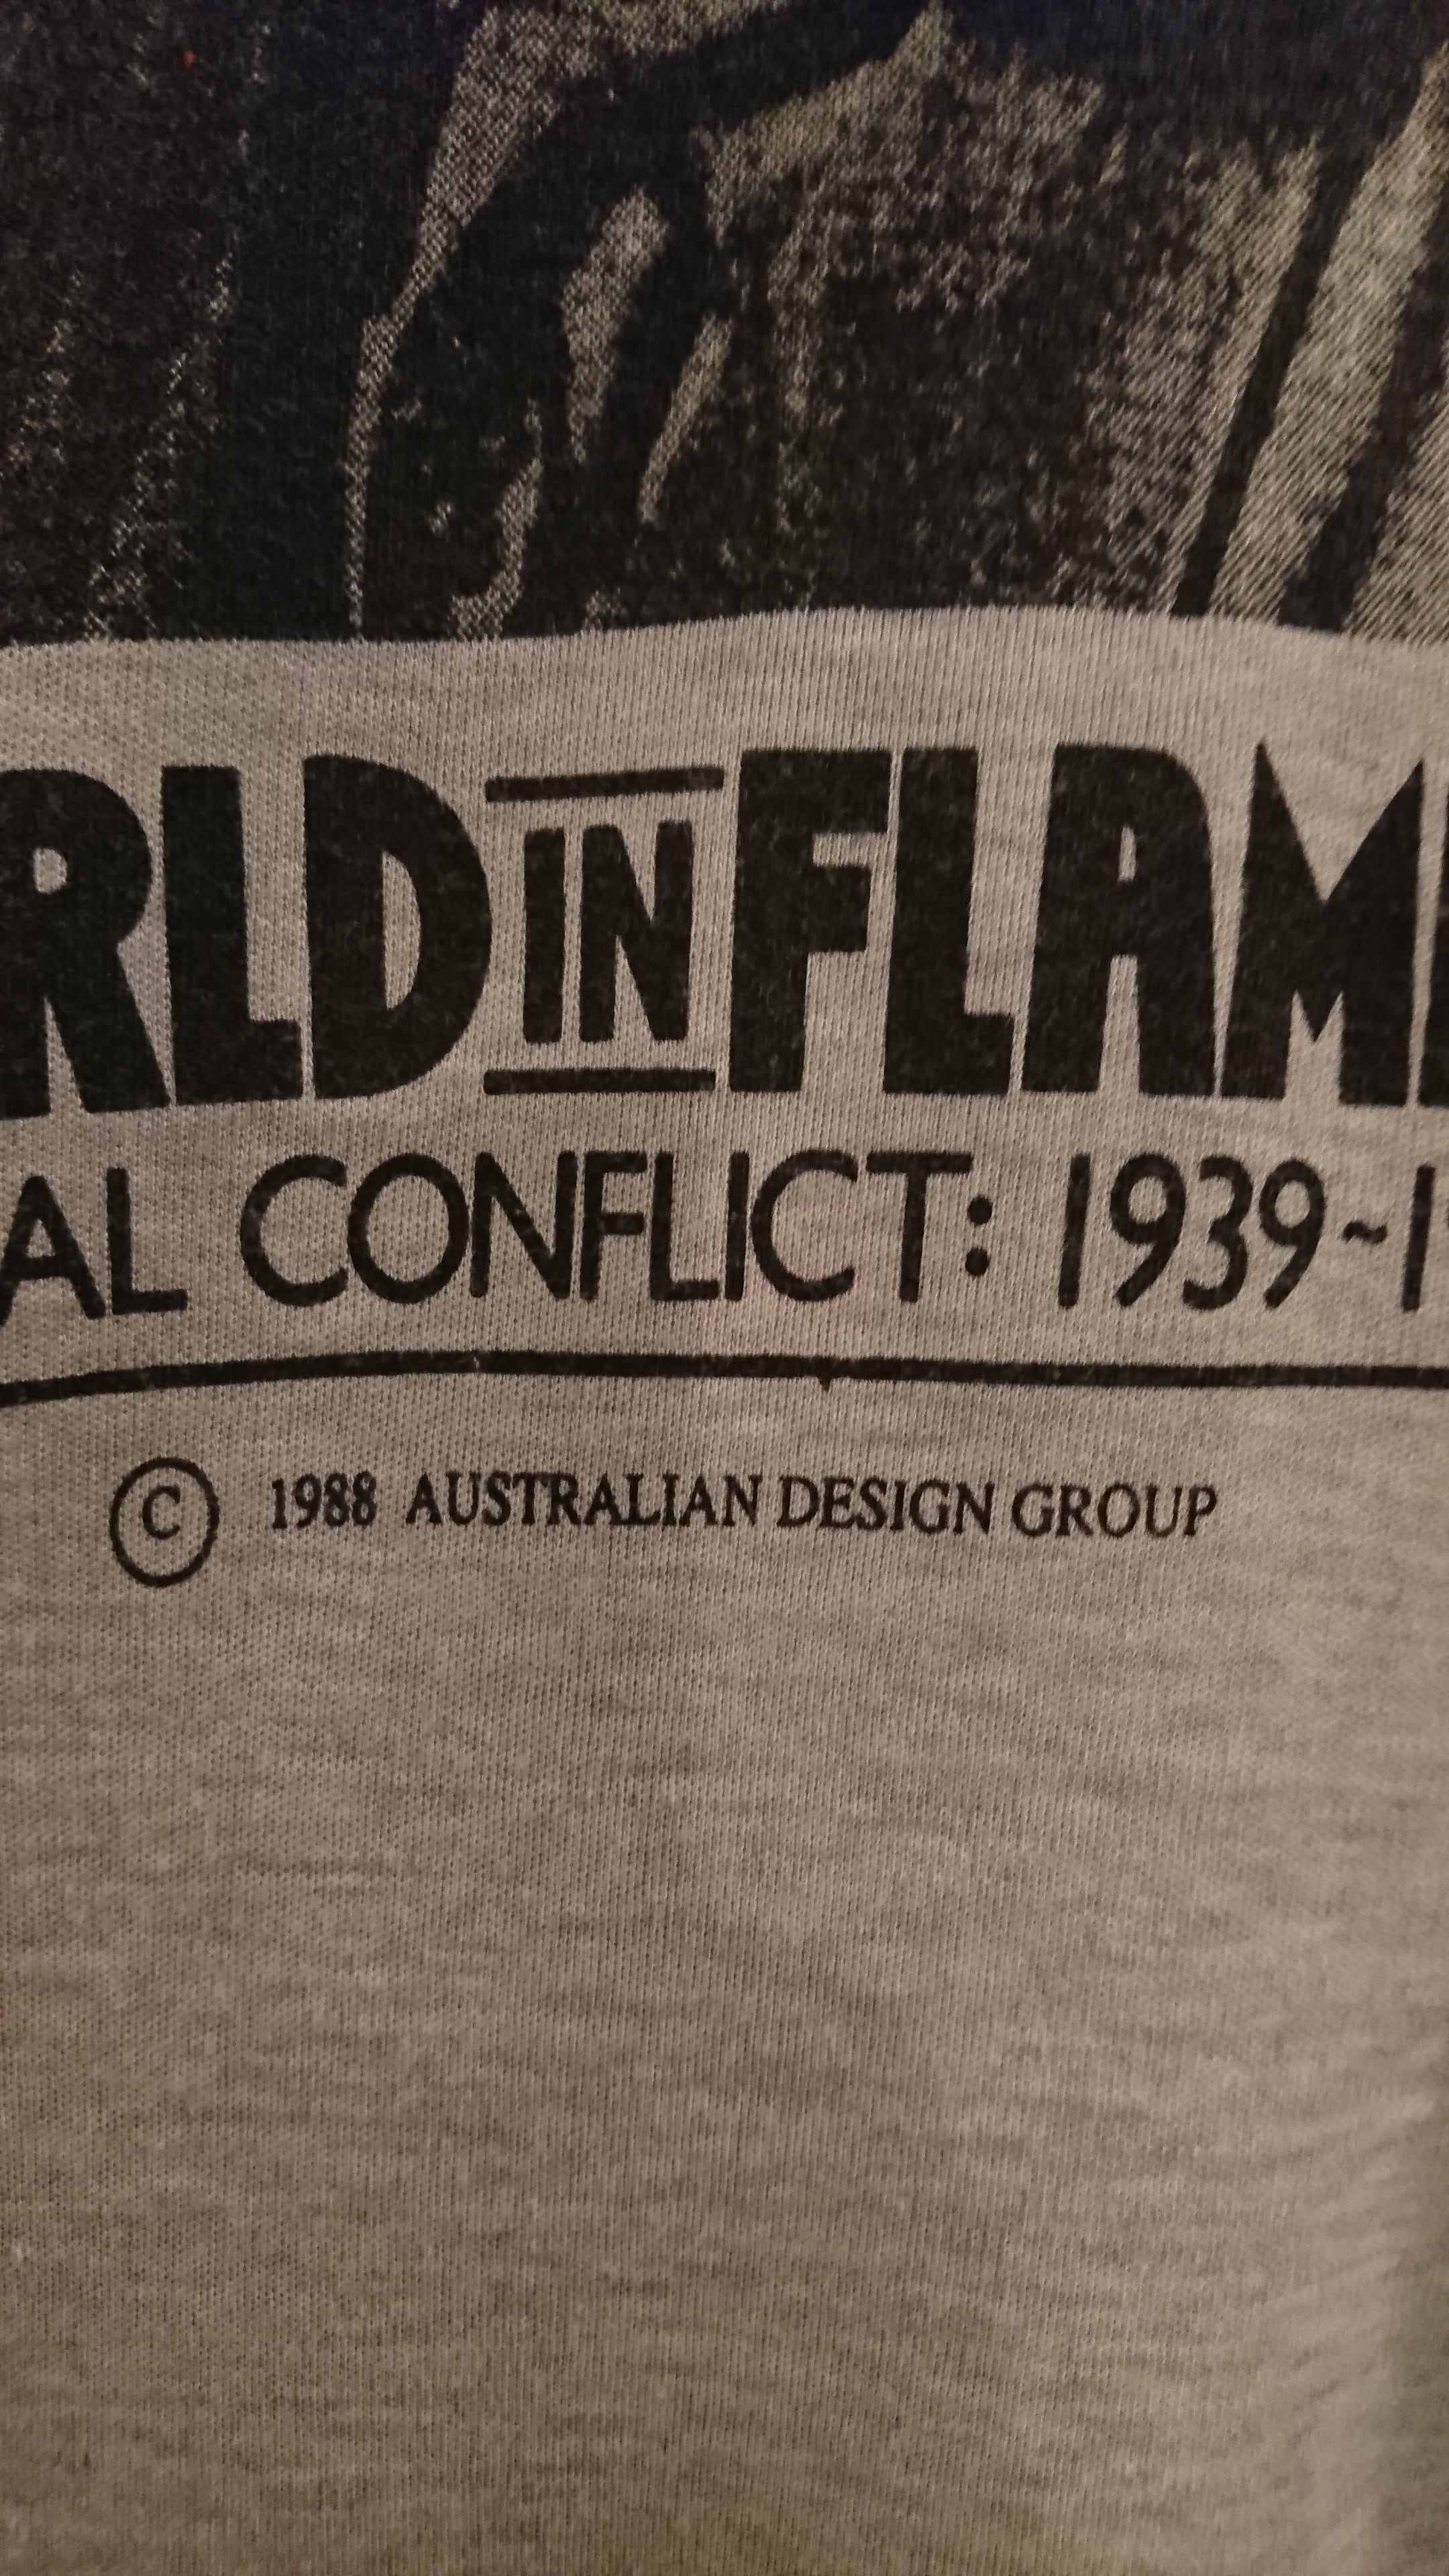 RLD IN FLAM
AL CONFLICT: 1939~1
© 1988 AUSTRALIAN DESIGN GROUP